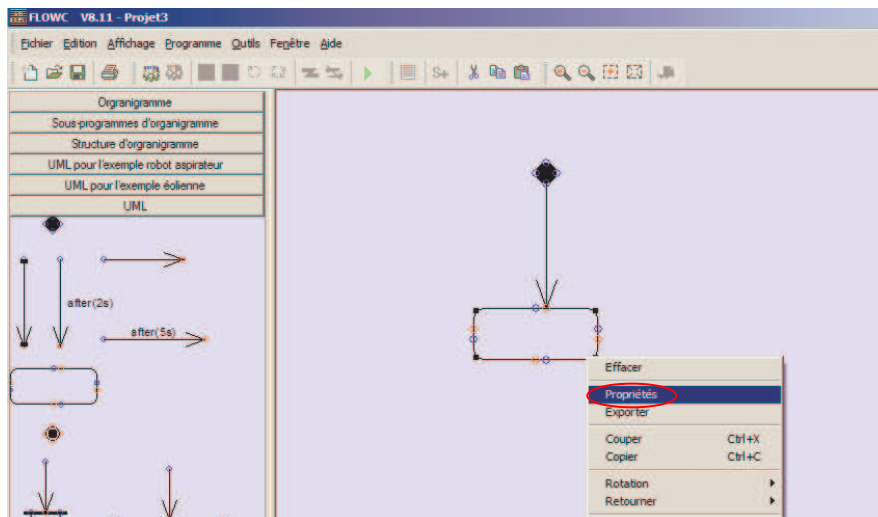 FLOWC V8.11 - Projet3
Fichier Edition Affichage Programme Outils Fenêtre Aide
S+
Orgranigramme
Sous-programmes d'organigramme
Structure d'orgranigramme
UML pour l'exemple robot aspirateur
UML pour l'exemple éolienne
UML
after(2s)
after(5s)
Effacer
Propriétés
Exporter
Couper Ctrl+X
Copier Ctrl+C
Rotation
Retourner